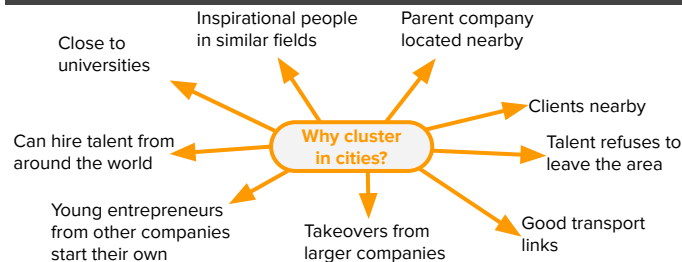 Inspirational people
in similar fields
Parent company
located nearby
Close to
universities
Clients nearby
Why cluster
in cities?
Can hire talent from
around the world
Talent refuses to
leave the area
Young entrepreneurs
from other companies
start their own
Takeovers from
larger companies
Good transport
links